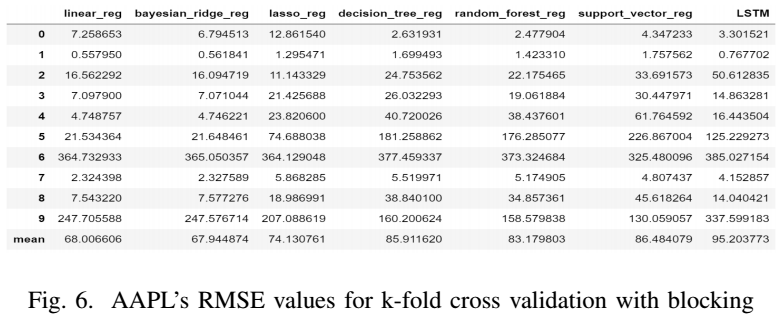 linear_reg bayesian_ridge_reg lasso_reg decision_tree_reg random_forest_reg support_vector_reg LSTM
0 7.258653 6.794513 12.861540 2.631931 2.477904 4.347233 3.301521
1 0.557950 0.561841 1.295471 1.699493 1.423310 1.757562 0.767702
2 16.562292 16.094719 11.143329 24.753562 22.175465 33.691573 50.612835
3 7.097900 7.071044 21.425688 26.032293 19.061884 30.447971 14.863281
4 4.748757 4.746221 23.820600 40.720026 38.437601 61.764592 16.443504
5 21.534364 21.648461 74.688038 181.258862 176.285077 226.867004 125.229273
6 364.732933 365.050357 364.129048 377.459337 373.324684 325.480096 385.027154
7 2.324398 2.327589 5.868285 5.519971 5.174905 4.807437 4.152857
8 7.543220 7.577276 18.986991 38.840100 34.857361 45.618264 14.040421
9 247.705588 247.576714 207.088619 160.200624 158.579838 130.059057 337.599183
mean 68.006606 67.944874 74.130761 85.911620 83.179803 86.484079 95.203773
Fig. 6. AAPL's RMSE values for k-fold cross validation with blocking